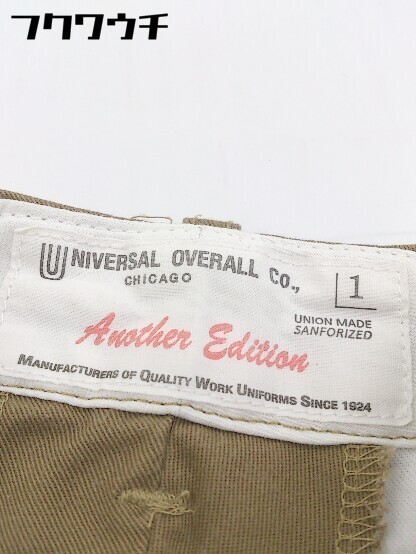 フクウウチ
UNIVERSAL OVERALL CO.,
CHICAGO
1
UNION MADE
SANFORIZED
Another Edition
MANUFACTURERS OF QUALITY WORK UNIFORMS SINCE 1924